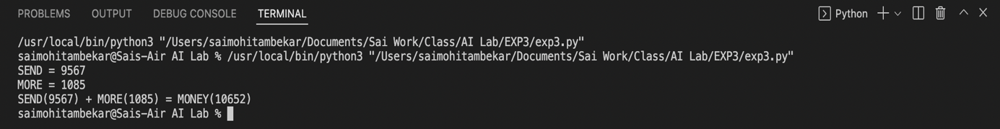 PROBLEMS OUTPUT DEBUG CONSOLE TERMINAL Python
/usr/local/bin/python3 "/Users/saimohitambekar/Documents/Sai Work/Class/AI Lab/EXP3/exp3.py"
saimohitambekar@Sais-Air AI Lab % /usr/local/bin/python3 "/Users/saimohitambekar/Documents/Sai Work/Class/AI Lab/EXP3/exp3.py"
SEND = 9567
MORE = 1085
SEND(9567) + MORE(1085) = MONEY(10652)
saimohitambekar@Sais-Air AI Lab %